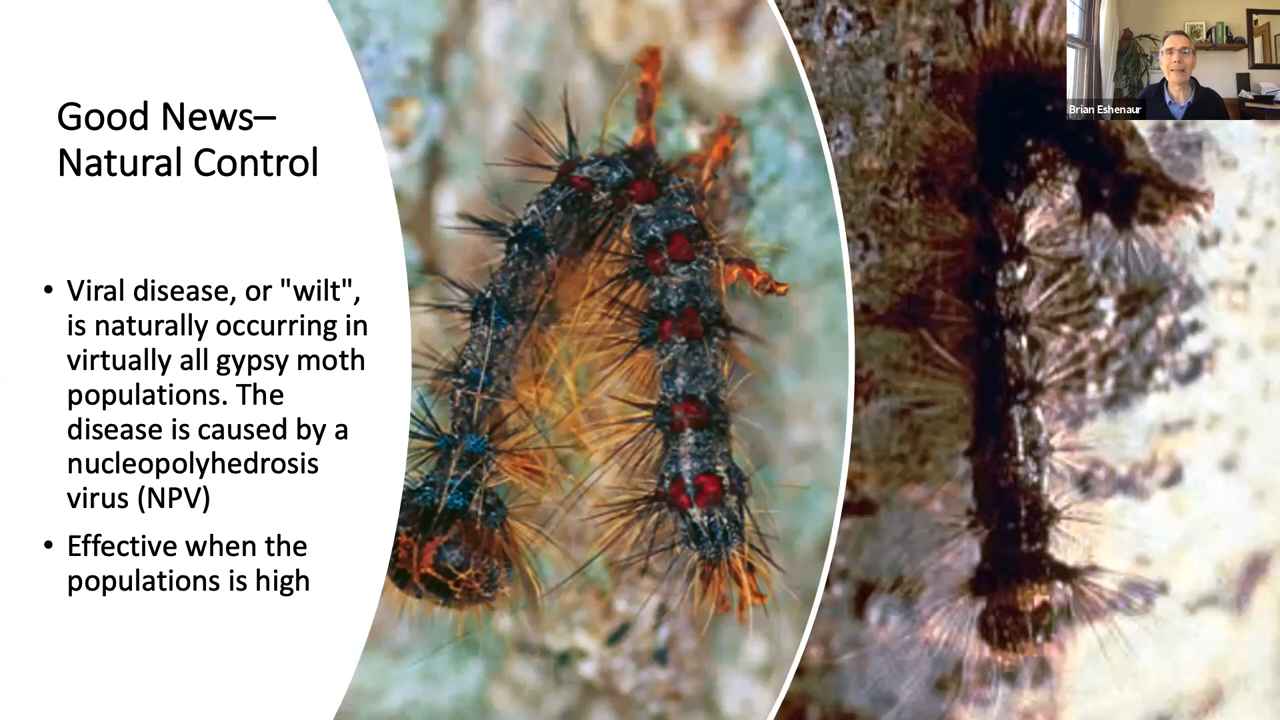 Good News–
Natural Control
• Viral disease, or "wilt",
is naturally occurring in
virtually all gypsy moth
populations. The
disease is caused by a
nucleopolyhedrosis
virus (NPV)
• Effective when the
populations is high
Brian Eshenaur